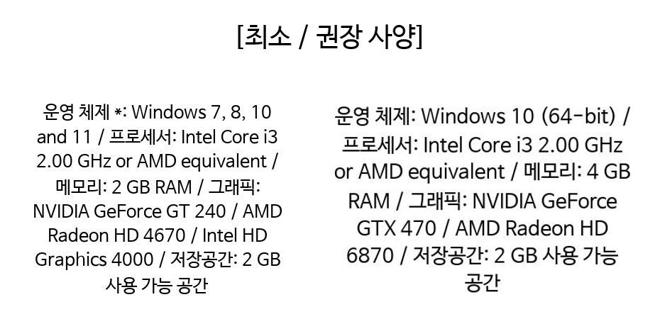 [최소 / 권장 사양]
운영 체제 *: Windows 7, 8, 10
and 11 / 프로세서: Intel Core i3
2.00 GHz or AMD equivalent /
메모리: 2 GB RAM / 그래픽:
NVIDIA GeForce GT 240 / AMD
Radeon HD 4670 / Intel HD
Graphics 4000 / 저장공간: 2 GB
사용 가능 공간
운영 체제: Windows 10 (64-bit) /
프로세서: Intel Core i3 2.00 GHz
or AMD equivalent / 메모리: 4 GB
RAM / 그래픽: NVIDIA GeForce
GTX 470 / AMD Radeon HD
6870 / 저장공간: 2 GB 사용 가능
공간